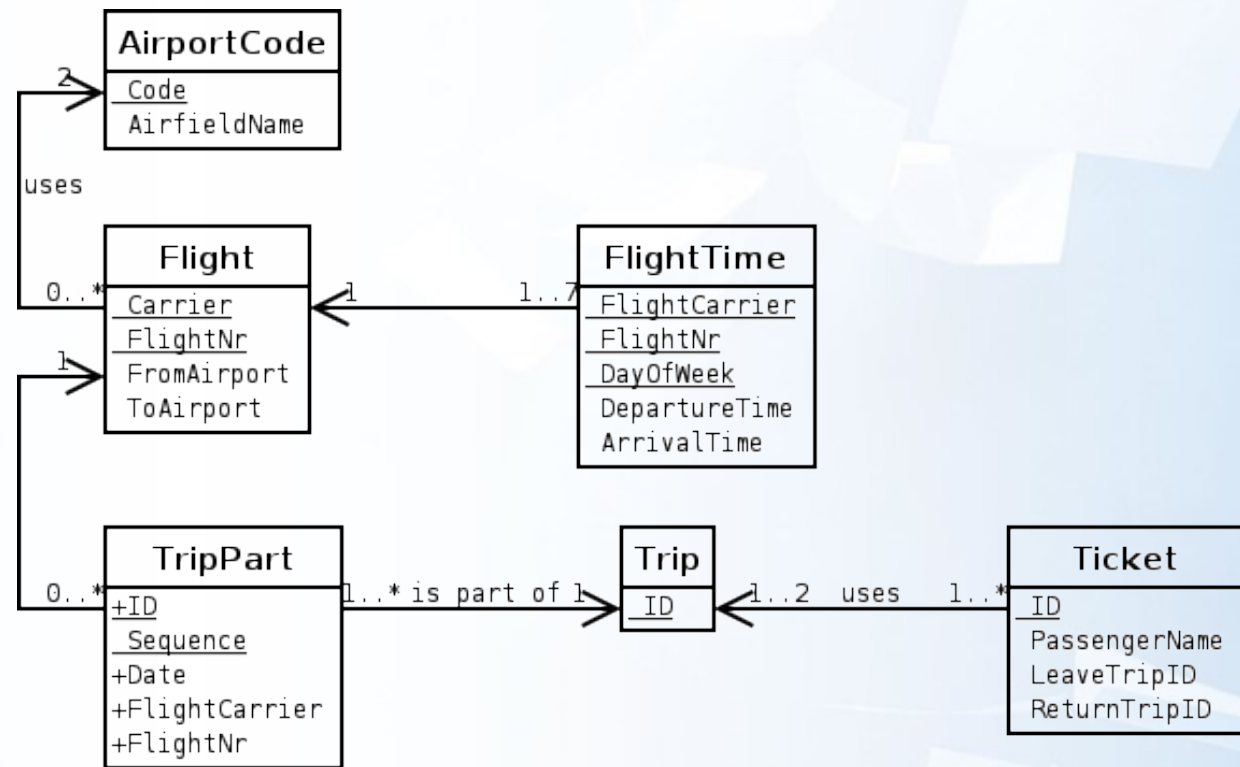 AirportCode
2
Code
AirfieldName
uses
Flight
FlightTime
0..*
Carrier
1
1..7
FlightCarrier
FlightNr
FlightNr
1
FromAirport
DayOfWeek
ToAirport
DepartureTime
ArrivalTime
TripPart
Trip
Ticket
0..*
+ID
1..* is part of 1
ID
1..2 uses 1..*
ID
Sequence
PassengerName
+Date
LeaveTripID
+FlightCarrier
ReturnTripID
+FlightNr